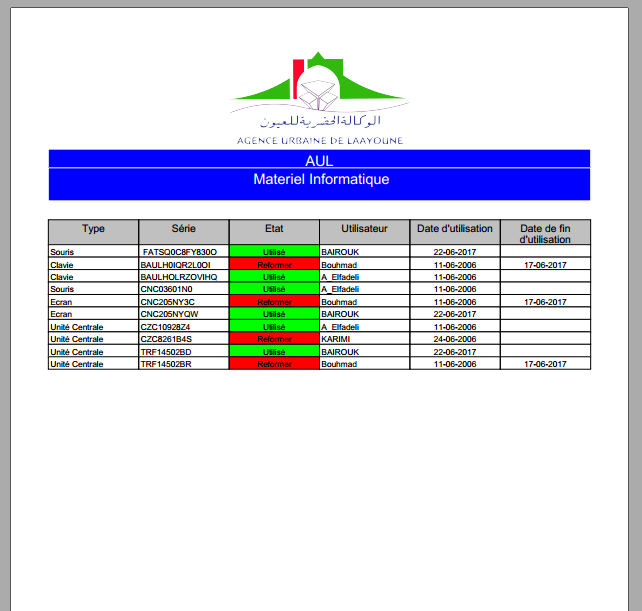 الوكالة الحضرية للعيون
AGENCE URBAINE DE LAAYOUNE
AUL
Materiel Informatique
Type Série Etat Utilisateur Date d'utilisation Date de fin d'utilisation
Souris FATSQ0C8FY830O Utilisé BAIROUK 22-06-2017
Clavie BAULH0IQR2L0OI Reformer Bouhmad 11-06-2006 17-06-2017
Clavie BAULHOLRZOVIHQ Utilisé A_Elfadeli 11-06-2006
Souris CNC03601N0 Utilisé A_Elfadeli 11-06-2006
Ecran CNC205NY3C Reformer Bouhmad 11-06-2006 17-06-2017
Ecran CNC205NYQW Utilisé BAIROUK 22-06-2017
Unité Centrale CZC10928Z4 Utilisé A_Elfadeli 11-06-2006
Unité Centrale CZC8261B4S Reformer KARIMI 24-06-2006
Unité Centrale TRF14502BD Utilisé BAIROUK 22-06-2017
Unité Centrale TRF14502BR Reformer Bouhmad 11-06-2006 17-06-2017